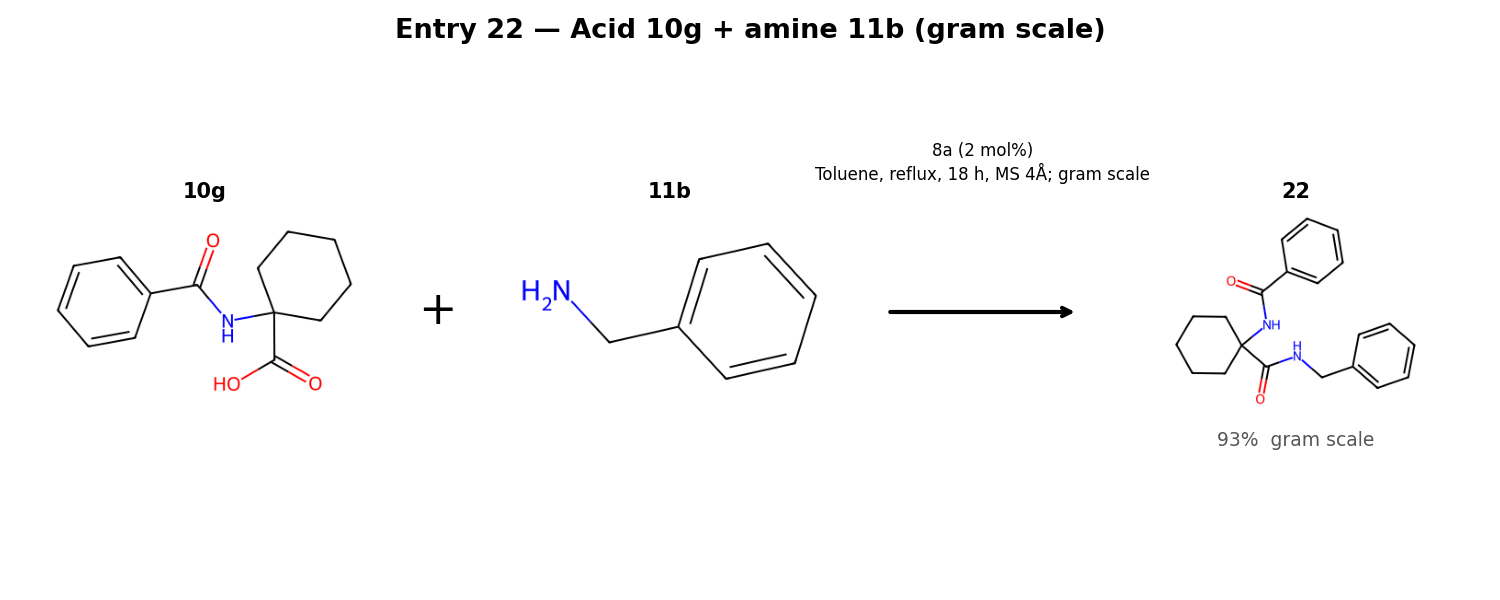 Entry 22 — Acid 10g + amine 11b (gram scale)
8a (2 mol%)
Toluene, reflux, 18 h, MS 4Å; gram scale
10g
11b
22
O
N
H
HO
O
+
H2N
O
NH
H
N
O
93%  gram scale